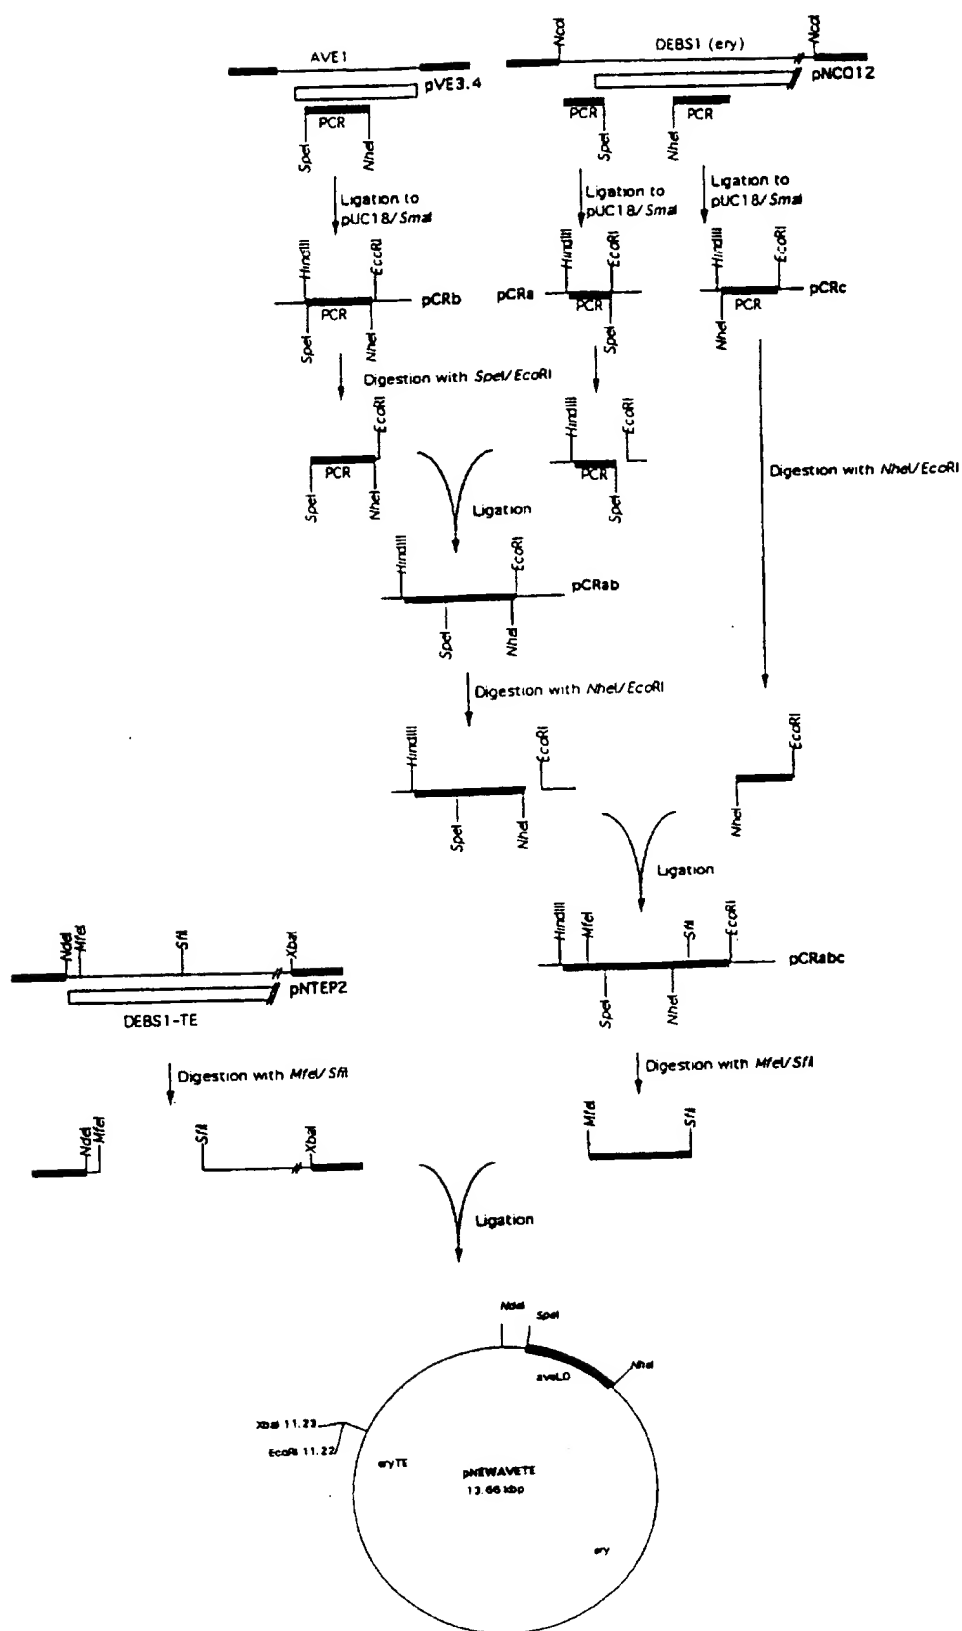 NcoI
NcoI
AVE1
DEBS1 (ery)
pVE3.4
pNCO12
PCR
PCR
PCR
SpeI
NheI
SpeI
NheI
Ligation to
pUC18/SmaI
Ligation to
pUC18/SmaI
Ligation to
pUC18/SmaI
HindIII
EcoRI
HindIII
EcoRI
HindIII
EcoRI
pCRb
pCRa
pCRc
PCR
PCR
PCR
SpeI
NheI
SpeI
NheI
Digestion with SpeI/EcoRI
EcoRI
HindIII
EcoRI
PCR
PCR
Digestion with NheI/EcoRI
SpeI
NheI
SpeI
Ligation
HindIII
EcoRI
pCRab
SpeI
NheI
Digestion with NheI/EcoRI
HindIII
EcoRI
EcoRI
SpeI
NheI
NheI
Ligation
HindIII
MfeI
SfiI
EcoRI
pCRabc
NdeI
MfeI
SfiI
XbaI
pNTEP2
SpeI
NheI
DEBS1-TE
Digestion with MfeI/SfiI
Digestion with MfeI/SfiI
NdeI
MfeI
SfiI
XbaI
MfeI
SfiI
Ligation
NdeI
SpeI
NheI
aveLD
XbaI 11.23
EcoRI 11.22
eryTE
pNEWAVETE
13.66 kbp
ery